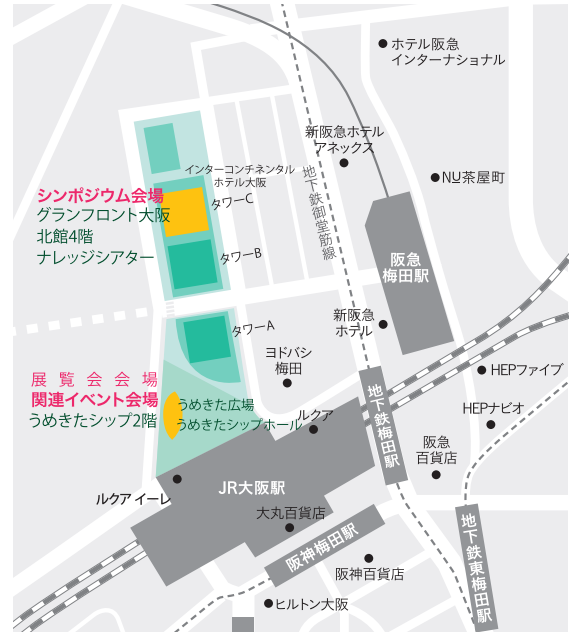 ホテル阪急
インターナショナル
新阪急ホテル
アネックス
NU茶屋町
インターコンチネンタル
ホテル大阪
地下鉄御堂筋線
シンポジウム会場
グランフロント大阪
北館4階
ナレッジシアター
タワーC
タワーB
タワーA
阪急
梅田駅
新阪急
ホテル
ヨドバシ
梅田
HEPファイブ
展覧会会場
関連イベント会場
うめきたシップ2階
うめきた広場
うめきたシップホール
ルクア
地下鉄梅田駅
HEPナビオ
阪急
百貨店
ルクア イーレ
JR大阪駅
大丸百貨店
阪神梅田駅
地下鉄東梅田駅
阪神百貨店
ヒルトン大阪